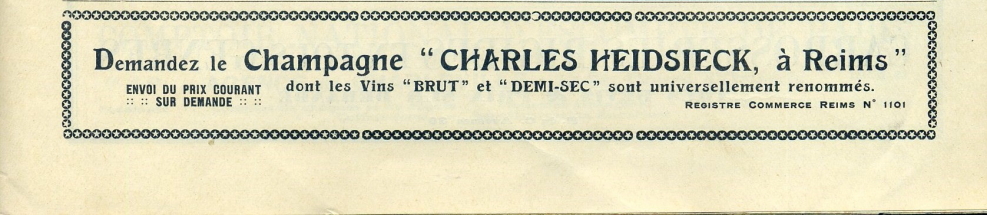 Demandez le Champagne “CHARLES HEIDSIECK, à Reims”
dont les Vins “BRUT” et “DEMI-SEC” sont universellement renommés.
ENVOI DU PRIX COURANT
:: :: SUR DEMANDE :: ::
REGISTRE COMMERCE REIMS N° 1101